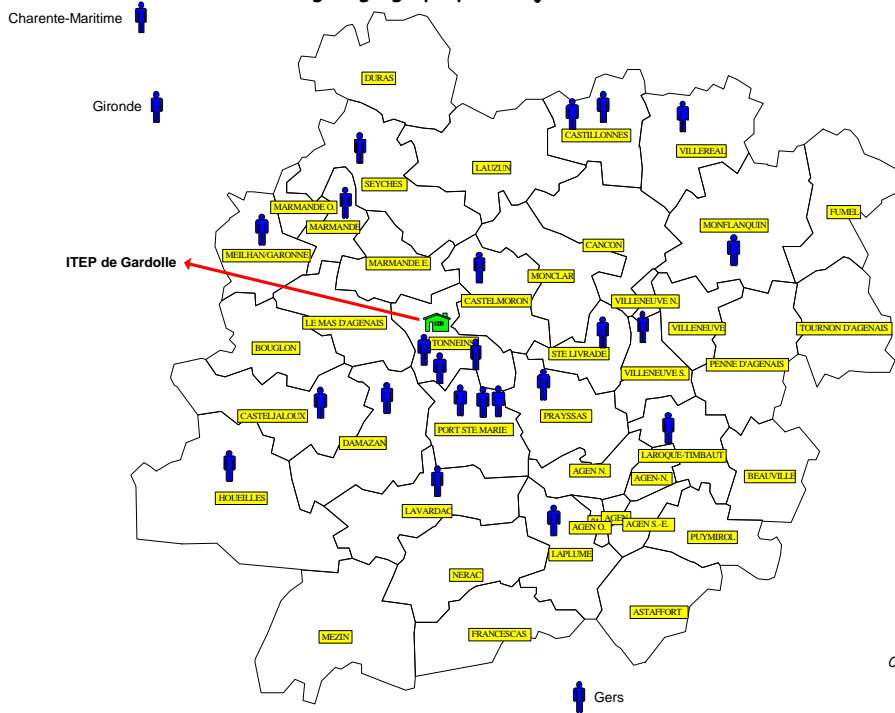 Charente-Maritime
DURAS
Gironde
CASTILLONNES
VILLEREAL
LAUZUN
SEYCHES
MARMANDE O.
FUMEL
MARMANDE
MONFLANQUIN
CANCON
MEILHAN/GARONNE
ITEP de Gardolle
MARMANDE E.
MONCLAR
CASTELMORON
VILLENEUVE N.
LE MAS D'AGENAIS
VILLENEUVE
TOURNON D'AGENAIS
TONNEINS
BOUGLON
STE LIVRADE
PENNE D'AGENAIS
VILLENEUVE S.
CASTELJALOUX
PRAYSSAS
PORT STE MARIE
DAMAZAN
LAROQUE-TIMBAUT
AGEN N.
BEAUVILLE
AGEN-N.
HOUEILLES
LAVARDAC
AGEN
AGEN O.
AGEN S.-E.
PUYMIROL
LAPLUME
NERAC
ASTAFFORT
MEZIN
FRANCESCAS
Gers